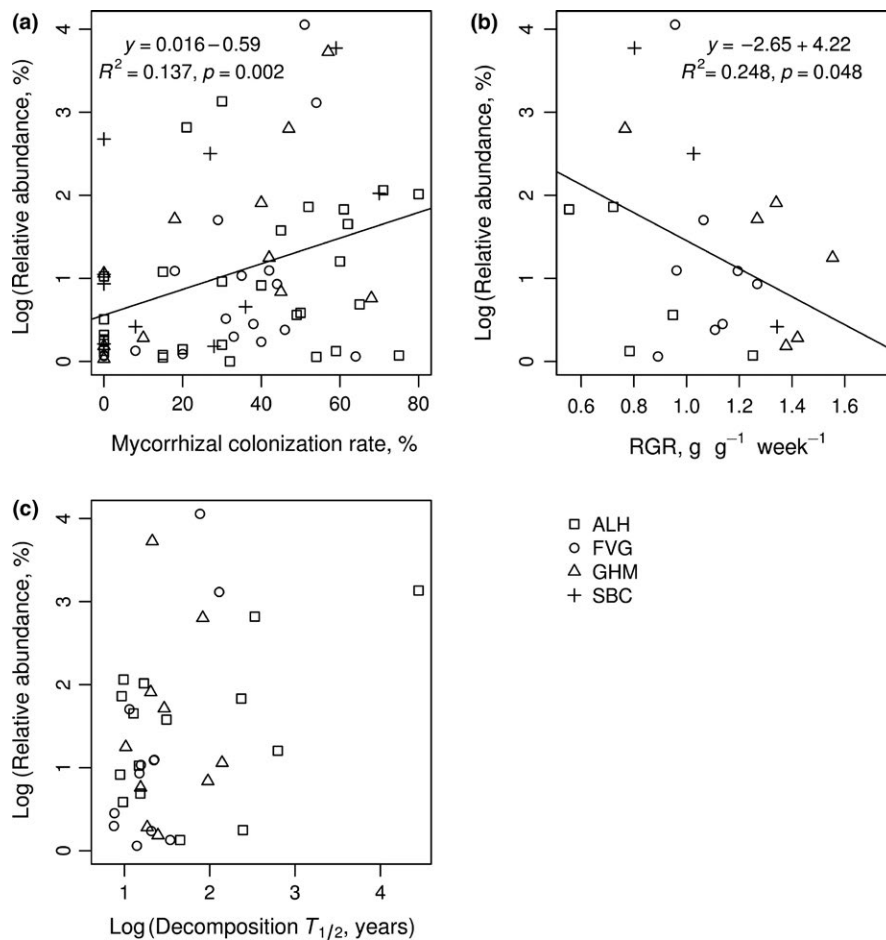 (a)
y = 0.016 − 0.59
R² = 0.137, p = 0.002
Log (Relative abundance, %)
4
3
2
1
0
0 20 40 60 80
Mycorrhizal colonization rate, %
(b)
y = −2.65 + 4.22
R² = 0.248, p = 0.048
Log (Relative abundance, %)
4
3
2
1
0
0.6 0.8 1.0 1.2 1.4 1.6
RGR, g g⁻¹ week⁻¹
(c)
Log (Relative abundance, %)
4
3
2
1
0
1 2 3 4
Log (Decomposition T₁/₂, years)
ALH
FVG
GHM
SBC